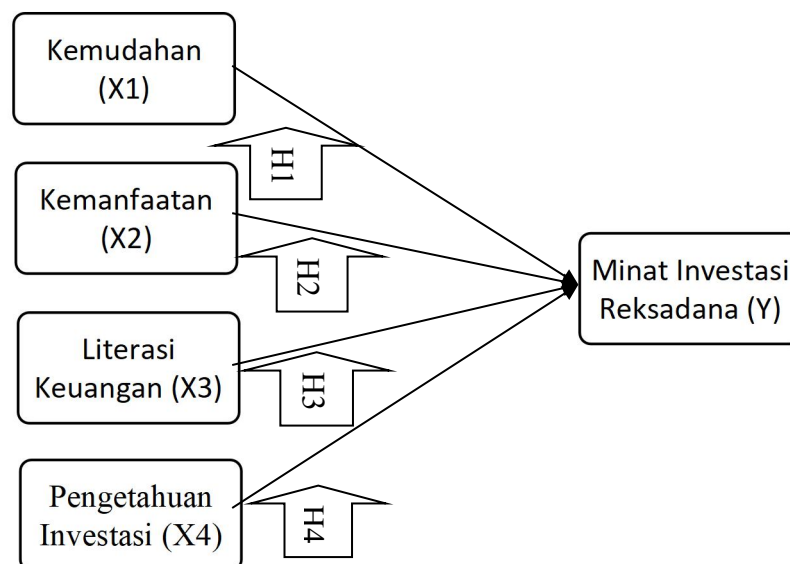 Kemudahan
(X1)
H1
Kemanfaatan
(X2)
H2
Minat Investasi
Reksadana (Y)
Literasi
Keuangan (X3)
H3
Pengetahuan
Investasi (X4)
H4